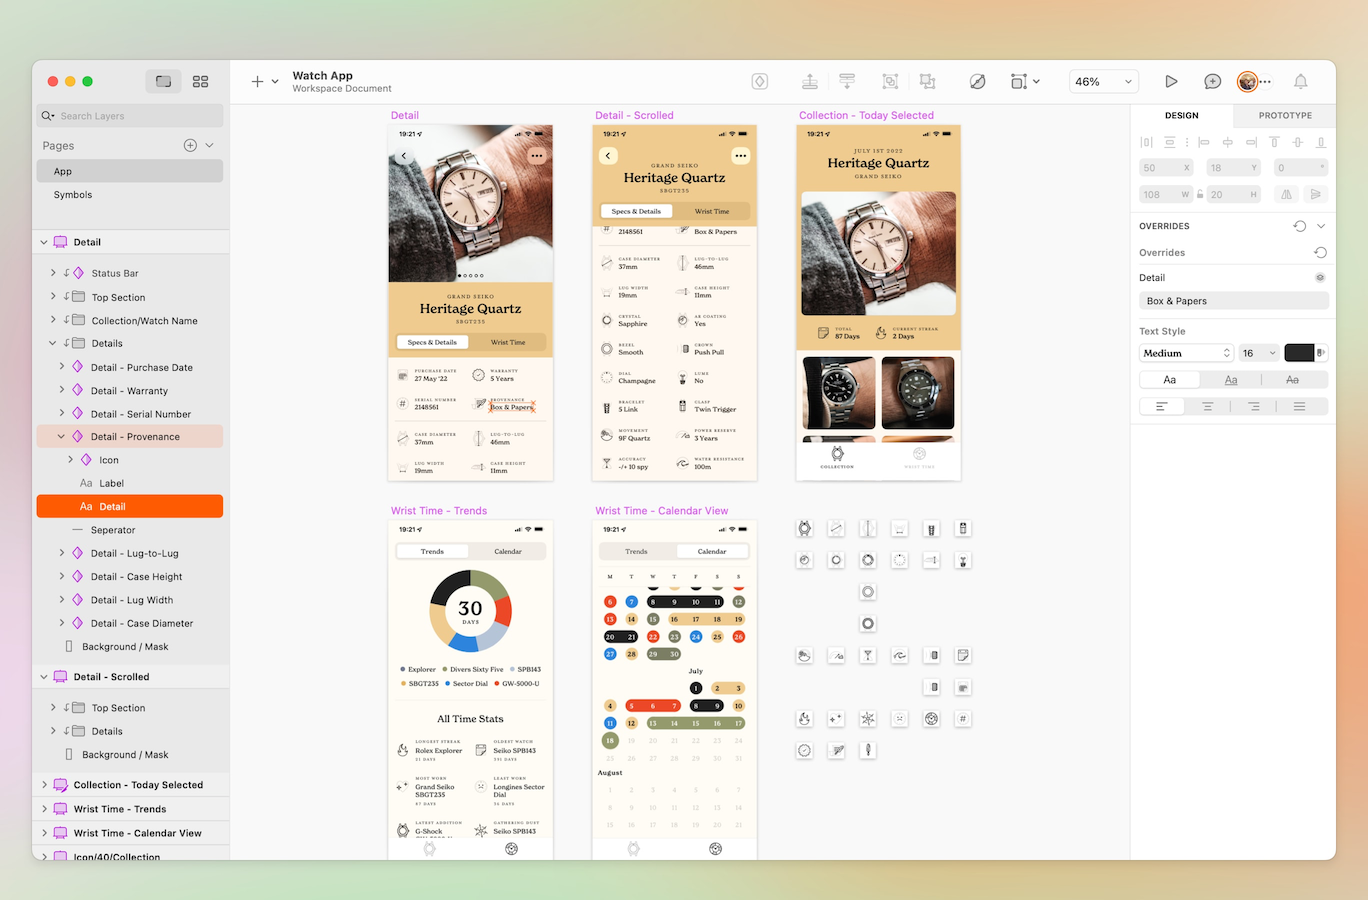 Watch App
Workspace Document
46%
Search Layers
Pages
App
Symbols
Detail
Status Bar
Top Section
Collection/Watch Name
Details
Detail - Purchase Date
Detail - Warranty
Detail - Serial Number
Detail - Provenance
Icon
Aa Label
Aa Detail
Seperator
Detail - Lug-to-Lug
Detail - Case Height
Detail - Lug Width
Detail - Case Diameter
Background / Mask
Detail - Scrolled
Top Section
Details
Background / Mask
Collection - Today Selected
Wrist Time - Trends
Wrist Time - Calendar View
Icon/40/Collection
Detail
19:21
GRAND SEIKO
Heritage Quartz
SBGT235
Specs & Details Wrist Time
PURCHASE DATE WARRANTY
27 May '22 5 Years
SERIAL NUMBER PROVENANCE
2148561 Box & Papers
CASE DIAMETER LUG-TO-LUG
37mm 46mm
LUG WIDTH CASE HEIGHT
19mm 11mm
Detail - Scrolled
19:21
GRAND SEIKO
Heritage Quartz
SBGT235
Specs & Details Wrist Time
2148561 Box & Papers
CASE DIAMETER LUG-TO-LUG
37mm 46mm
LUG WIDTH CASE HEIGHT
19mm 11mm
CRYSTAL AR COATING
Sapphire Yes
BEZEL CROWN
Smooth Push Pull
DIAL LUME
Champagne No
BRACELET CLASP
5 Link Twin Trigger
MOVEMENT POWER RESERVE
9F Quartz 3 Years
ACCURACY WATER RESISTANCE
-/+ 10 spy 100m
Collection - Today Selected
19:21
JULY 1ST 2022
Heritage Quartz
GRAND SEIKO
TOTAL CURRENT STREAK
87 Days 2 Days
COLLECTION WRIST TIME
Wrist Time - Trends
19:21
Trends Calendar
30
DAYS
Explorer Divers Sixty Five SPB143
SBGT235 Sector Dial GW-5000-U
All Time Stats
LONGEST STREAK OLDEST WATCH
Rolex Explorer Seiko SPB143
21 DAYS 391 DAYS
MOST WORN LEAST WORN
Grand Seiko Longines Sector
SBGT235 Dial
87 DAYS 74 DAYS
LATEST ADDITION GATHERING DUST
G-Shock Seiko SPB143
Wrist Time - Calendar View
19:21
Trends Calendar
M T W T F S S
6 7 8 9 10 11 12
13 14 15 16 17 18 19
20 21 22 23 24 25 26
27 28 29 30
July
1 2 3
4 5 6 7 8 9 10
11 12 13 14 15 16 17
18 19 20 21 22 23 24
25 26 27 28 29 30 31
August
1 2 3 4 5 6 7
8 9 10 11 12 13 14
15 16 17 18 19 20 21
DESIGN PROTOTYPE
50 X 18 Y 0 °
108 W 20 H
OVERRIDES
Overrides
Detail
Box & Papers
Text Style
Medium 16
Aa Aa Aa